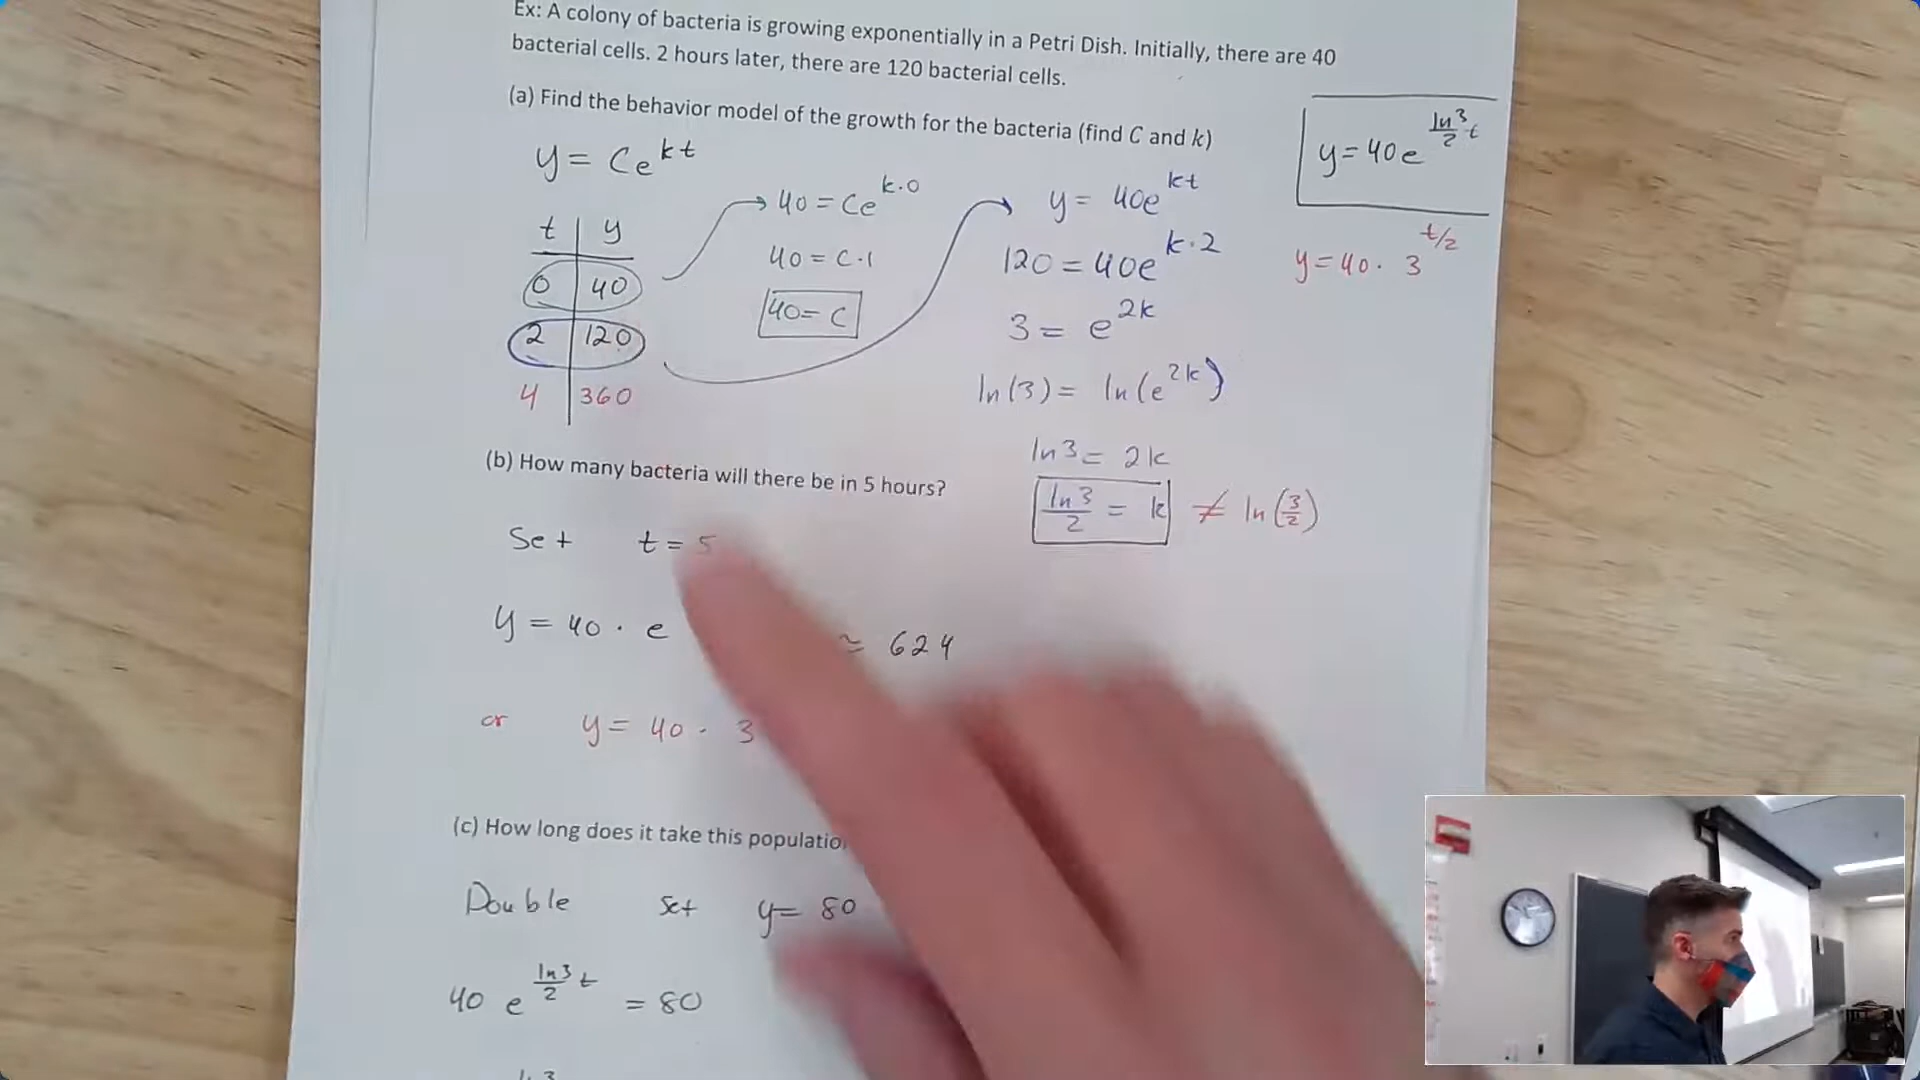 Ex: A colony of bacteria is growing exponentially in a Petri Dish. Initially, there are 40
bacterial cells. 2 hours later, there are 120 bacterial cells.
(a) Find the behavior model of the growth for the bacteria (find C and k)
y = Ce^{kt}
t | y
0 | 40
2 | 120
4 | 360
40 = Ce^{k·0}
40 = C·1
40 = C
y = 40e^{kt}
120 = 40e^{k·2}
3 = e^{2k}
ln(3) = ln(e^{2k})
ln3 = 2k
ln3/2 = k ≠ ln(3/2)
y = 40e^{ln3/2 t}
y = 40· 3^{t/2}
(b) How many bacteria will there be in 5 hours?
Set t = 5
y = 40 · e ≈ 624
or y = 40 · 3
(c) How long does it take this population
Double Set y = 80
40 e^{ln3/2 t} = 80
ln3